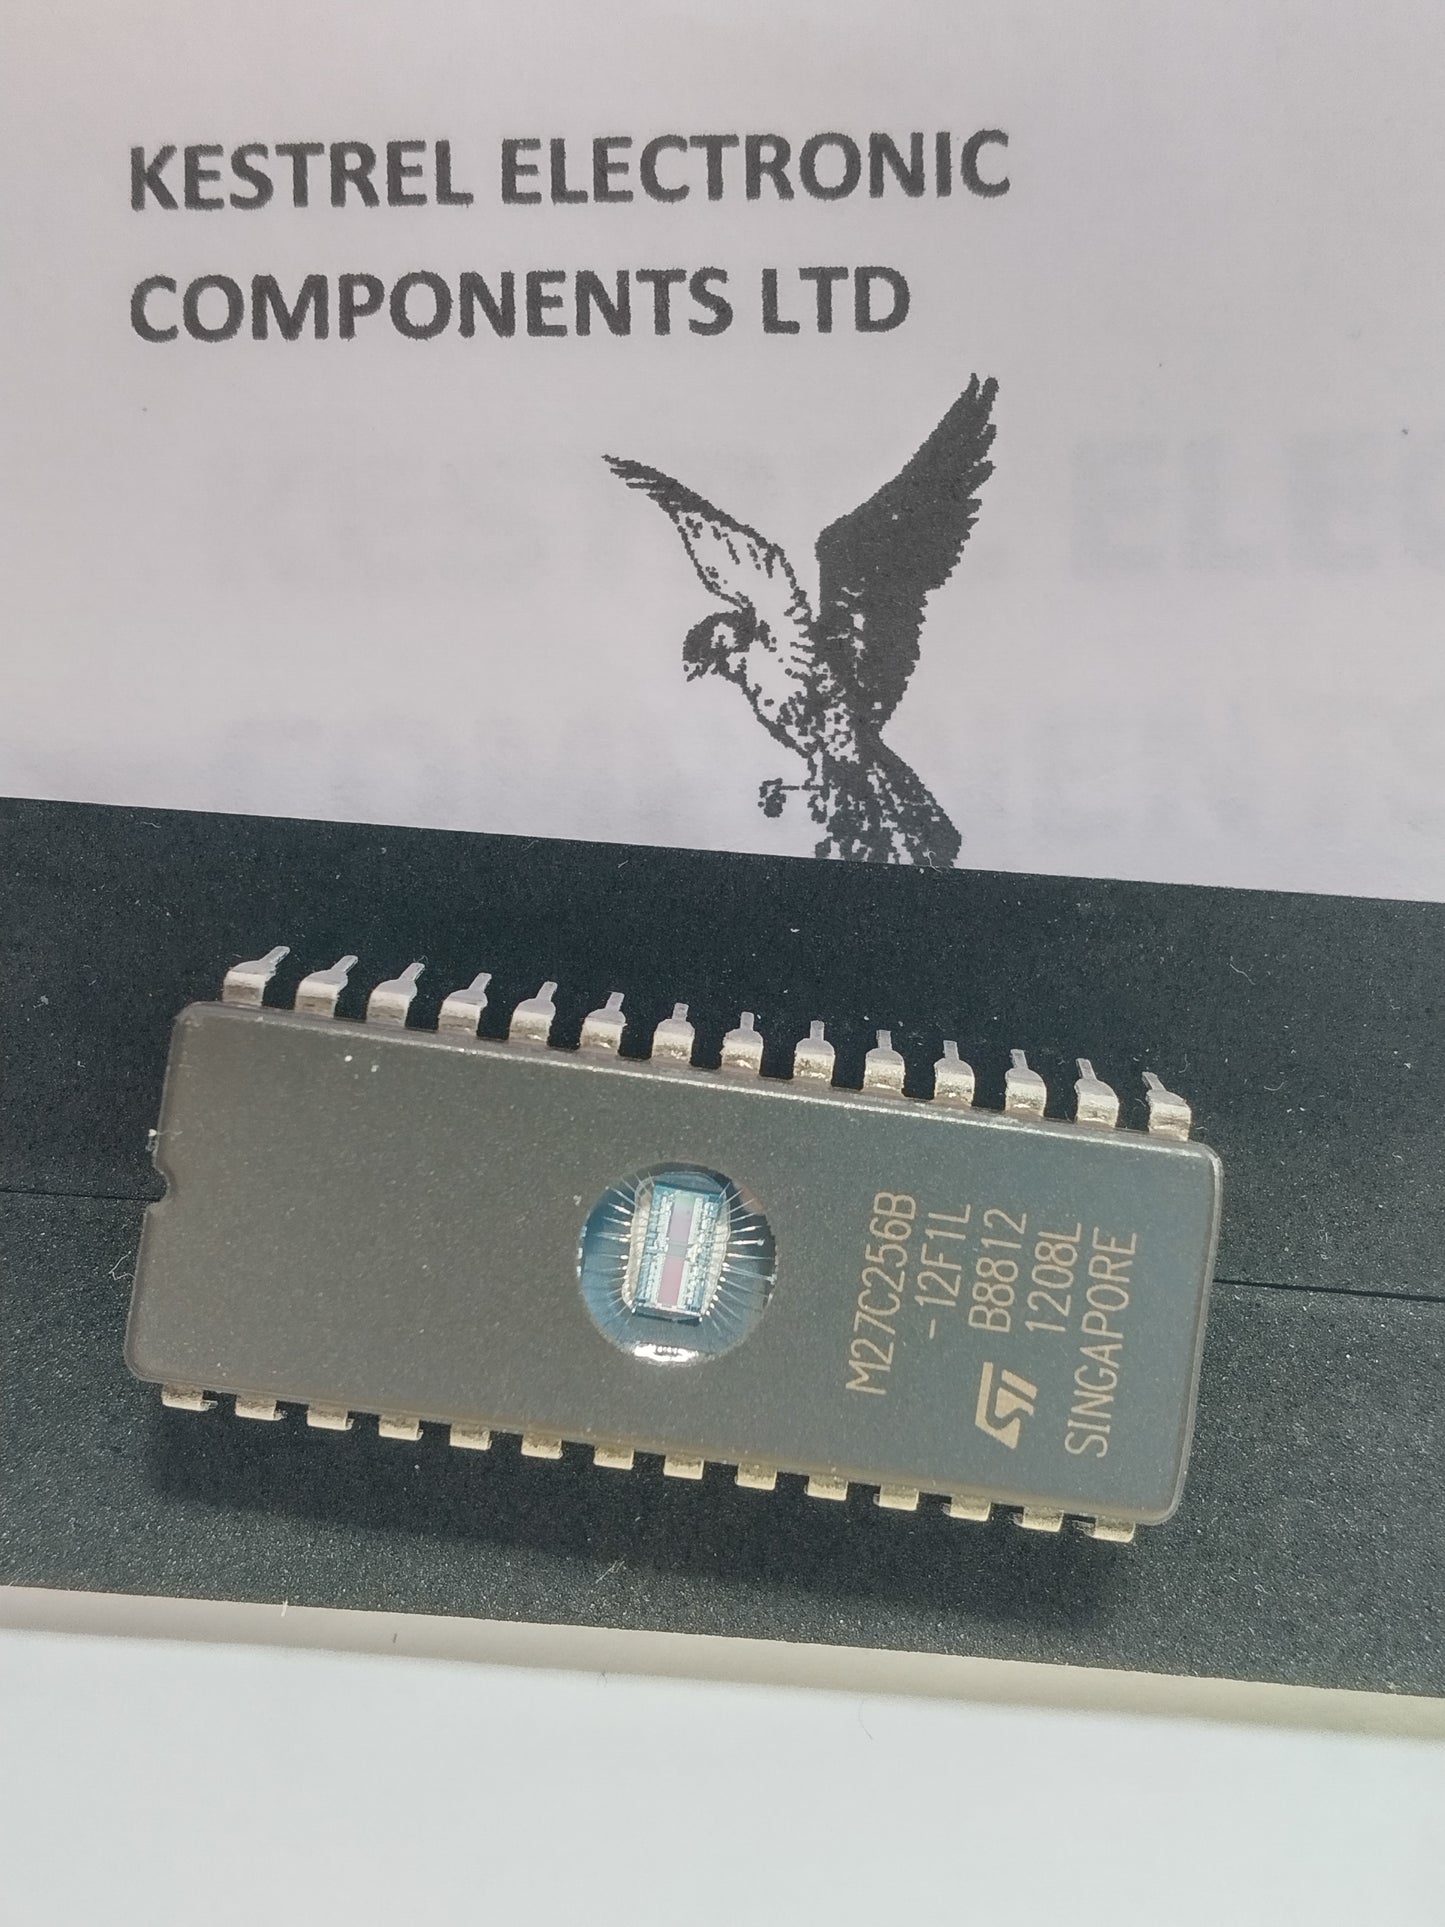 KESTREL ELECTRONIC
COMPONENTS LTD
M27C256B
-12F1L
B8812
1208L
SINGAPORE
ST